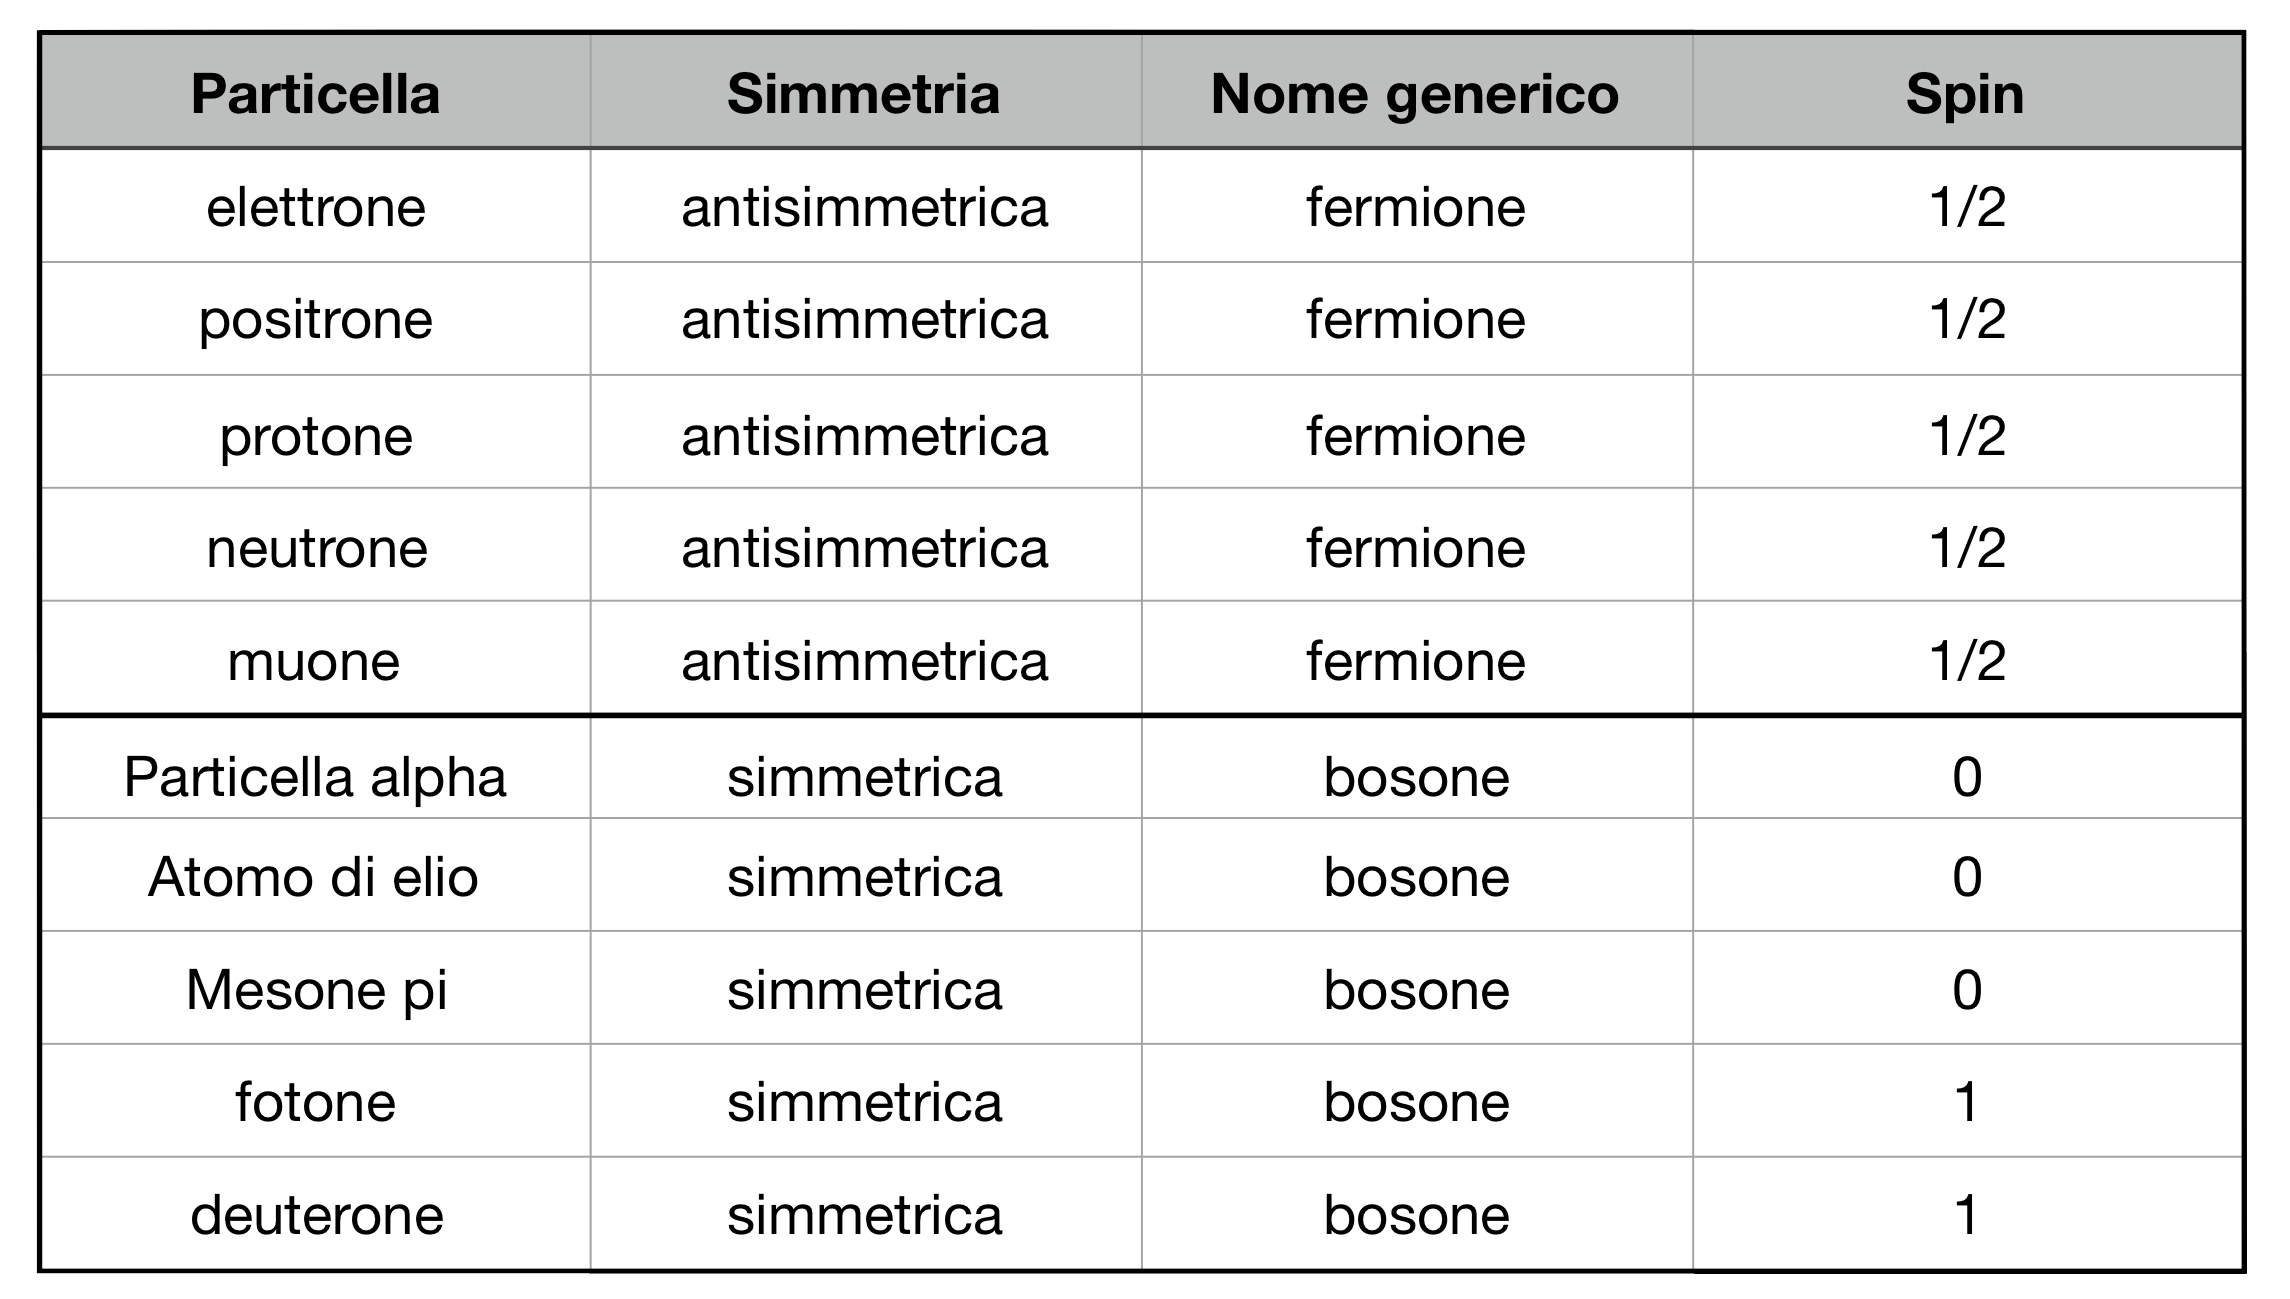 Particella Simmetria Nome generico Spin
elettrone antisimmetrica fermione 1/2
positrone antisimmetrica fermione 1/2
protone antisimmetrica fermione 1/2
neutrone antisimmetrica fermione 1/2
muone antisimmetrica fermione 1/2
Particella alpha simmetrica bosone 0
Atomo di elio simmetrica bosone 0
Mesone pi simmetrica bosone 0
fotone simmetrica bosone 1
deuterone simmetrica bosone 1